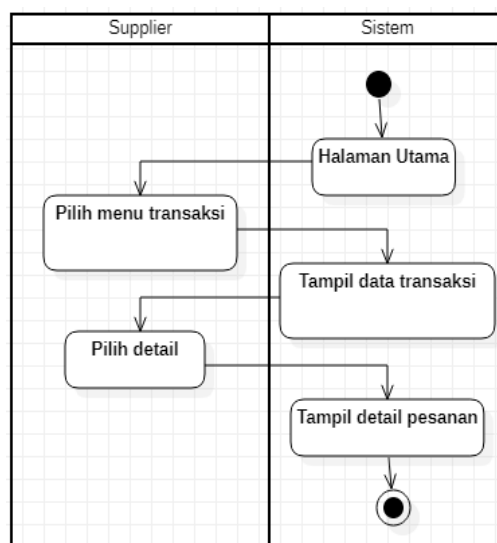 Supplier
Sistem
Halaman Utama
Pilih menu transaksi
Tampil data transaksi
Pilih detail
Tampil detail pesanan